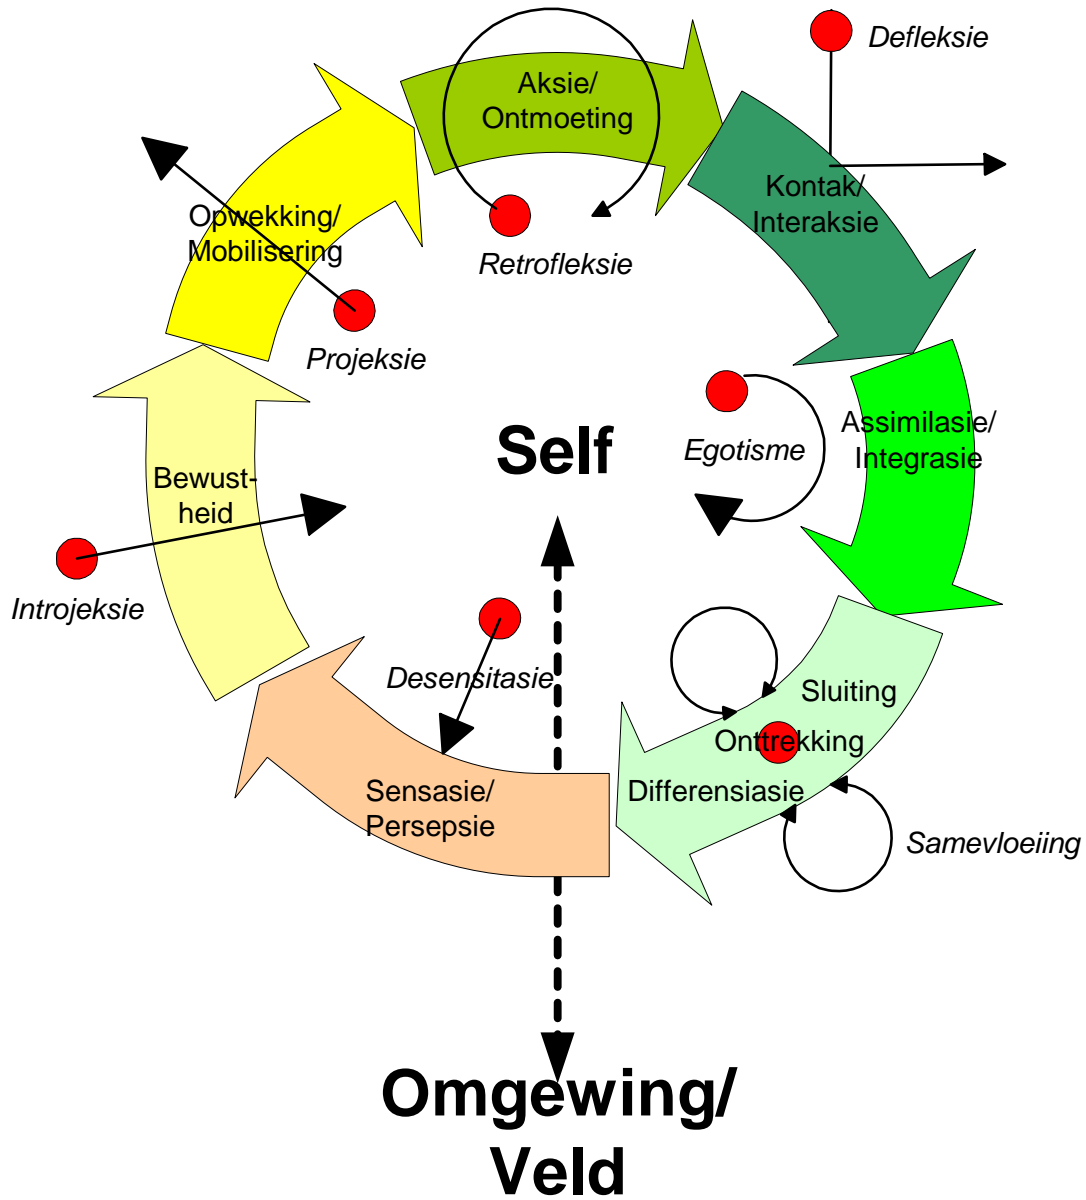 Defleksie
Aksie/
Ontmoeting
Kontak/
Interaksie
Opwekking/
Mobilisering
Retrofleksie
Projeksie
Self
Egotisme
Assimilasie/
Integrasie
Bewust-
heid
Introjeksie
Desensitasie
Sluiting
Onttrekking
Differensiasie
Sensasie/
Persepsie
Samevloeiing
Omgewing/
Veld